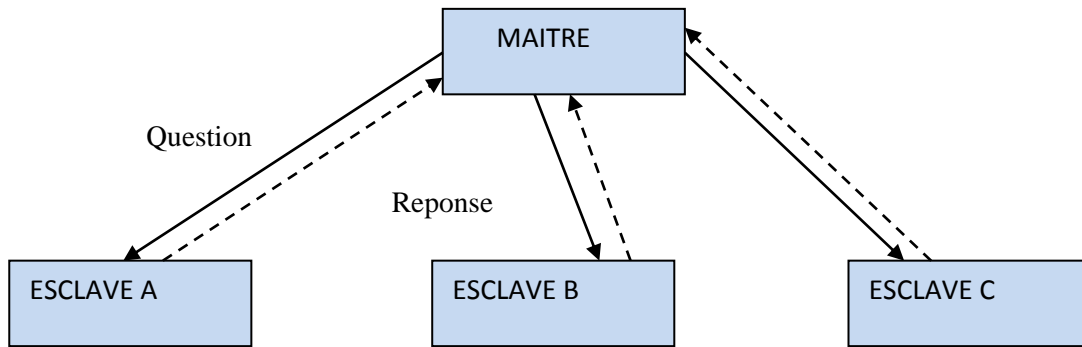 MAITRE
Question
Reponse
ESCLAVE A
ESCLAVE B
ESCLAVE C